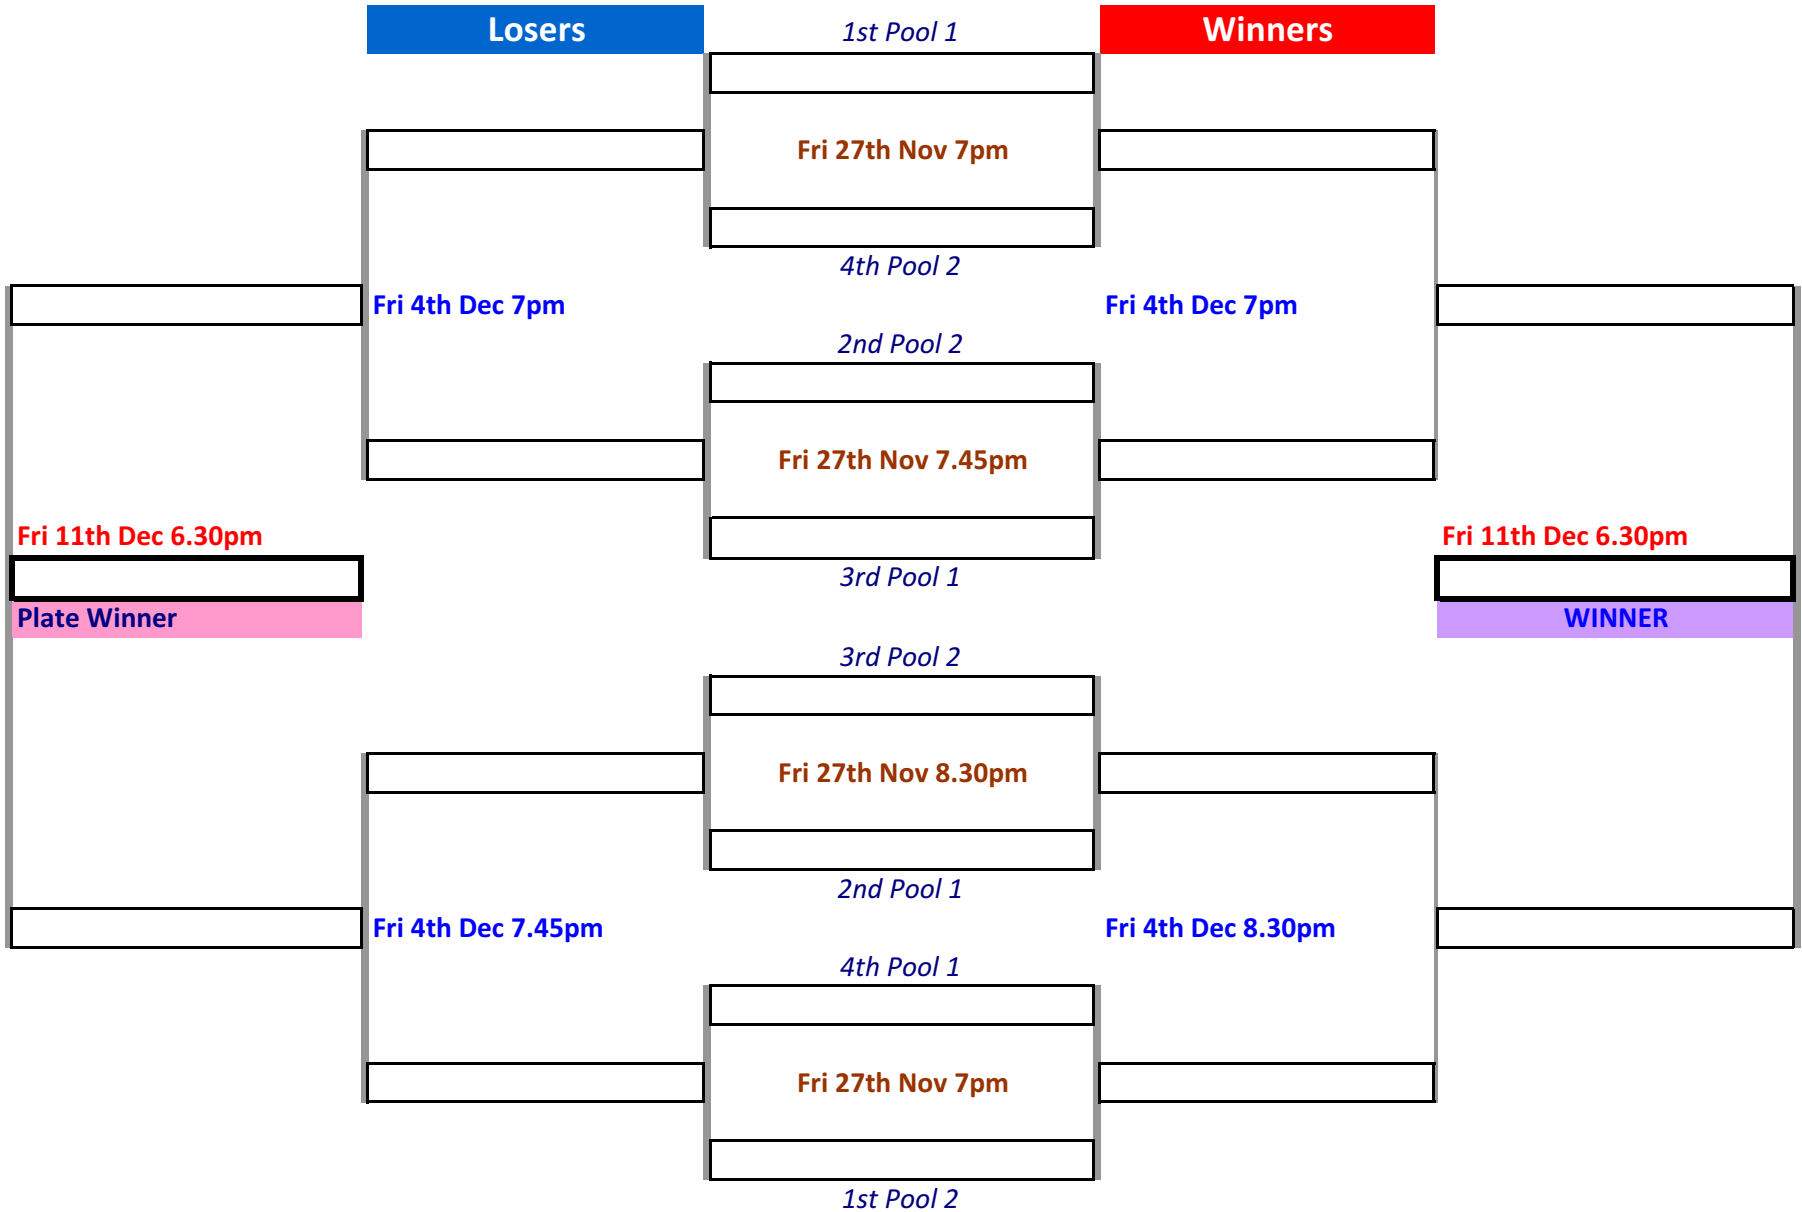 Losers
1st Pool 1
Winners
Fri 27th Nov 7pm
4th Pool 2
Fri 4th Dec 7pm
Fri 4th Dec 7pm
2nd Pool 2
Fri 27th Nov 7.45pm
Fri 11th Dec 6.30pm
Fri 11th Dec 6.30pm
3rd Pool 1
Plate Winner
WINNER
3rd Pool 2
Fri 27th Nov 8.30pm
2nd Pool 1
Fri 4th Dec 7.45pm
Fri 4th Dec 8.30pm
4th Pool 1
Fri 27th Nov 7pm
1st Pool 2